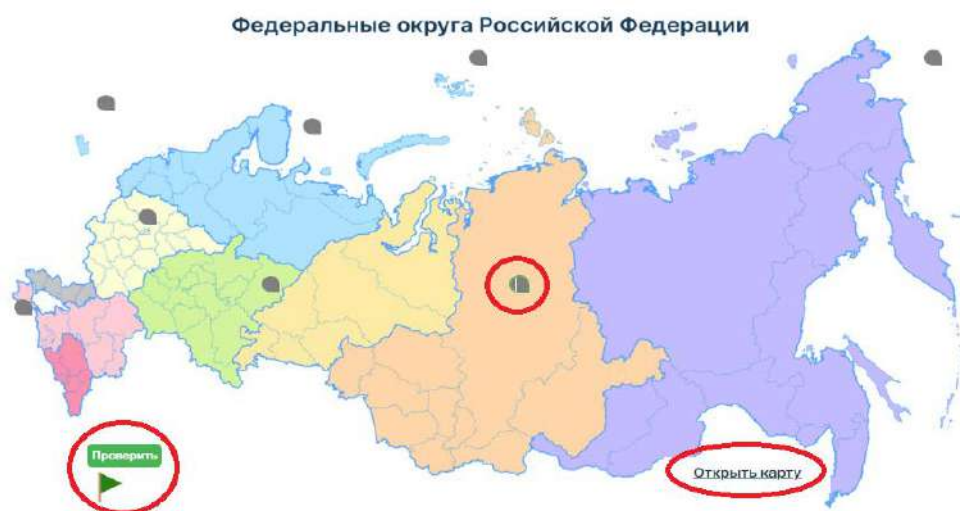 Федеральные округа Российской Федерации
Проверить
Открыть карту